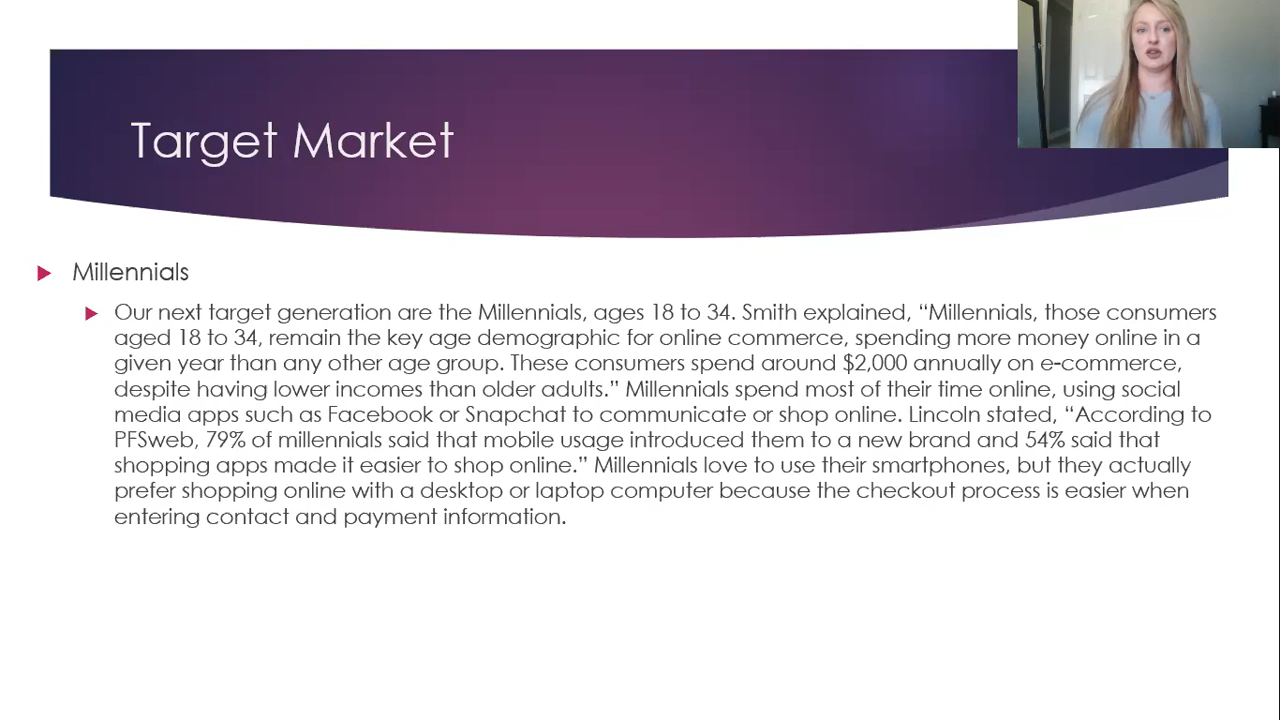 Target Market
Millennials
Our next target generation are the Millennials, ages 18 to 34. Smith explained, “Millennials, those consumers
aged 18 to 34, remain the key age demographic for online commerce, spending more money online in a
given year than any other age group. These consumers spend around $2,000 annually on e-commerce,
despite having lower incomes than older adults.” Millennials spend most of their time online, using social
media apps such as Facebook or Snapchat to communicate or shop online. Lincoln stated, “According to
PFSweb, 79% of millennials said that mobile usage introduced them to a new brand and 54% said that
shopping apps made it easier to shop online.” Millennials love to use their smartphones, but they actually
prefer shopping online with a desktop or laptop computer because the checkout process is easier when
entering contact and payment information.